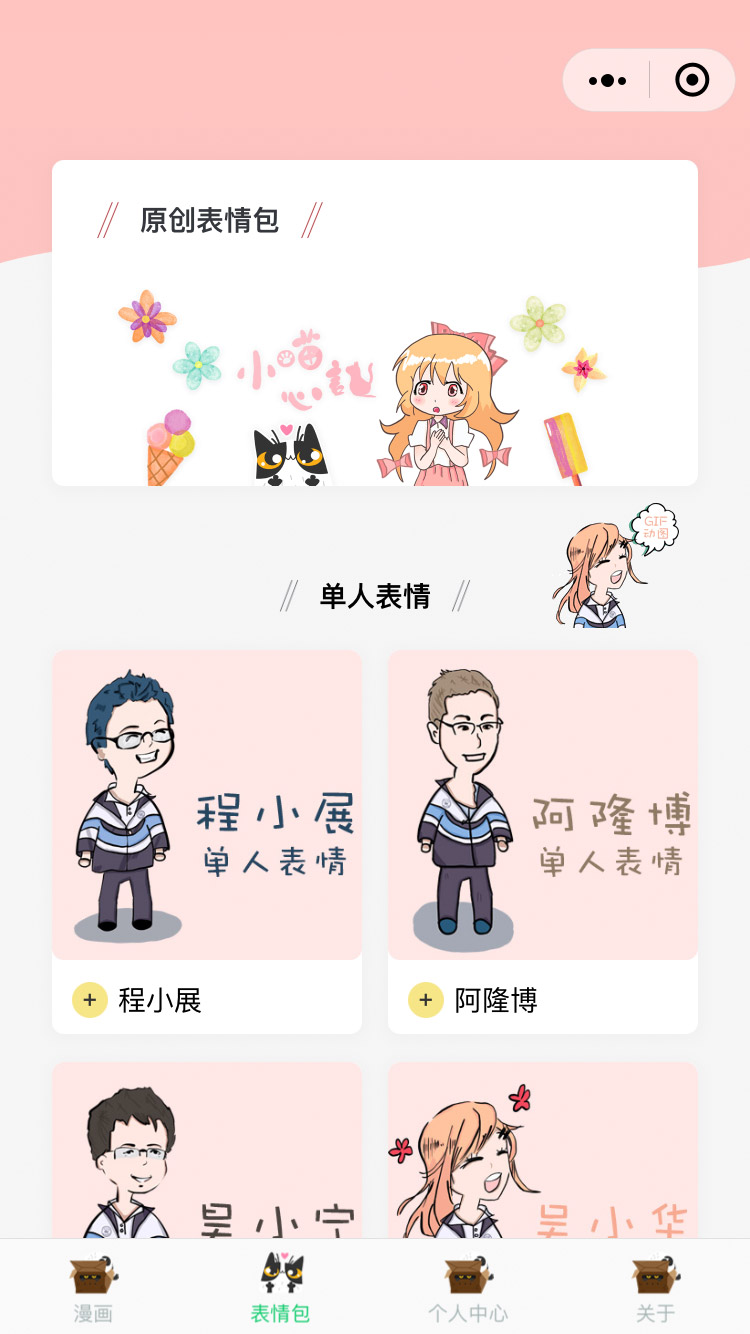 原创表情包
小喵
心說
GIF
动图
单人表情
程小展
单人表情
阿隆博
单人表情
+ 程小展
+ 阿隆博
吴小宁
吴小华
漫画
表情包
个人中心
关于